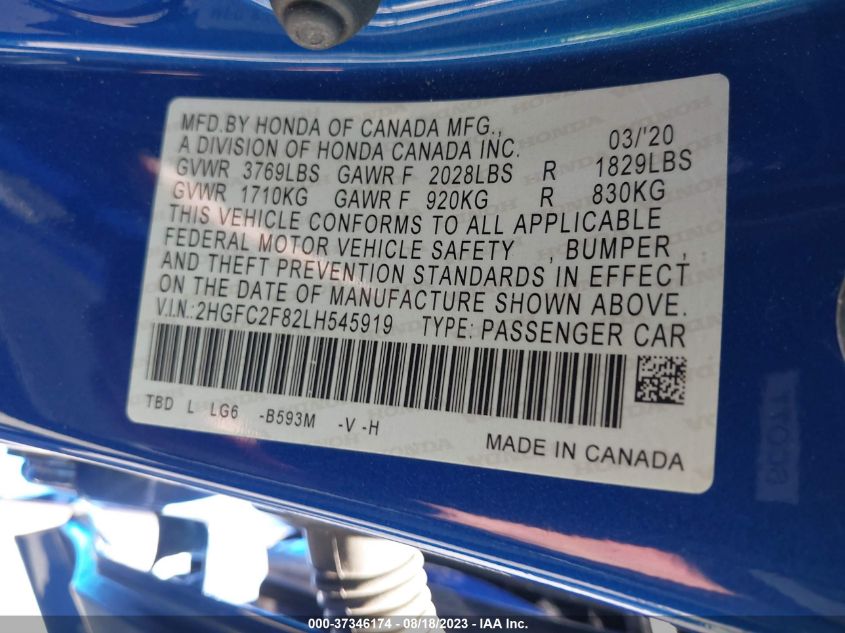 MFD.BY HONDA OF CANADA MFG.,
A DIVISION OF HONDA CANADA INC. 03/'20
GVWR 3769LBS GAWR F 2028LBS R 1829LBS
GVWR 1710KG GAWR F 920KG R 830KG
THIS VEHICLE CONFORMS TO ALL APPLICABLE
FEDERAL MOTOR VEHICLE SAFETY , BUMPER ,
AND THEFT PREVENTION STANDARDS IN EFFECT
ON THE DATE OF MANUFACTURE SHOWN ABOVE.
V.I.N.:2HGFC2F82LH545919 TYPE: PASSENGER CAR
TBD L LG6 -B593M -V -H
MADE IN CANADA
000-37346174 - 08/18/2023 - IAA Inc.